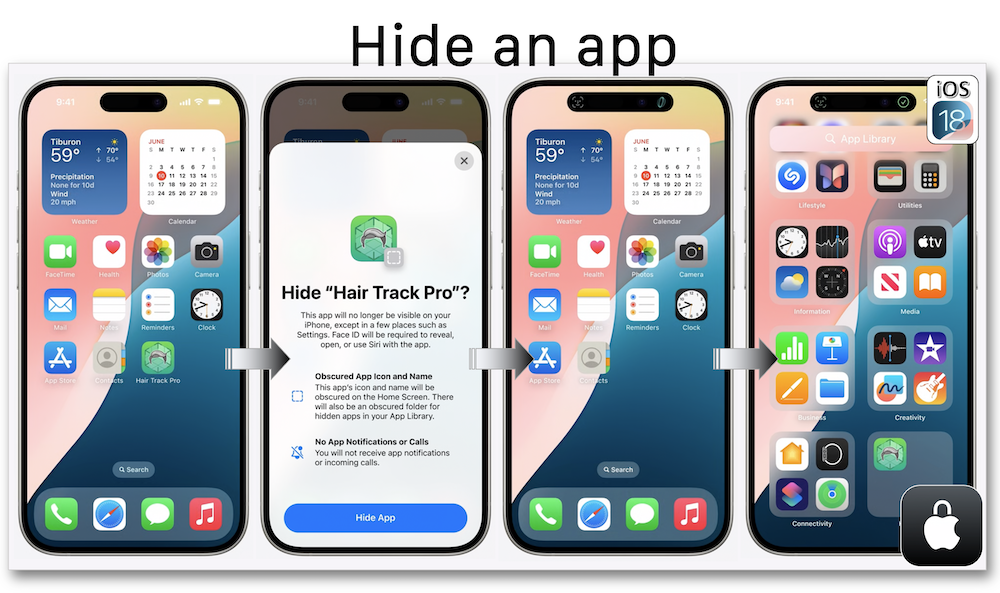 Hide an app
9:41
Tiburon
59°
↑ 70°
↓ 54°
Precipitation
None for 10d
Wind
20 mph
Weather
JUNE
S M T W T F S
1
2 3 4 5 6 7 8
9 10 11 12 13 14 15
16 17 18 19 20 21 22
23 24 25 26 27 28 29
30
Calendar
FaceTime
Health
Photos
Camera
Mail
Notes
Reminders
Clock
App Store
Contacts
Hair Track Pro
Search
9:41
Tiburon
JUNE
Hide “Hair Track Pro”?
This app will no longer be visible on your
iPhone, except in a few places such as
Settings. Face ID will be required to reveal,
open, or use Siri with the app.
Obscured App Icon and Name
This app's icon and name will be
obscured on the Home Screen. There
will also be an obscured folder for
hidden apps in your App Library.
No App Notifications or Calls
You will not receive app notifications
or incoming calls.
Hide App
Tiburon
59°
↑ 70°
↓ 54°
Precipitation
None for 10d
Wind
20 mph
Weather
JUNE
S M T W T F S
1
2 3 4 5 6 7 8
9 10 11 12 13 14 15
16 17 18 19 20 21 22
23 24 25 26 27 28 29
30
Calendar
FaceTime
Health
Photos
Camera
Mail
Notes
Reminders
Clock
App Store
Contacts
Search
9:41
iOS
18
App Library
Lifestyle
Utilities
tv
Information
Media
Business
Creativity
Connectivity